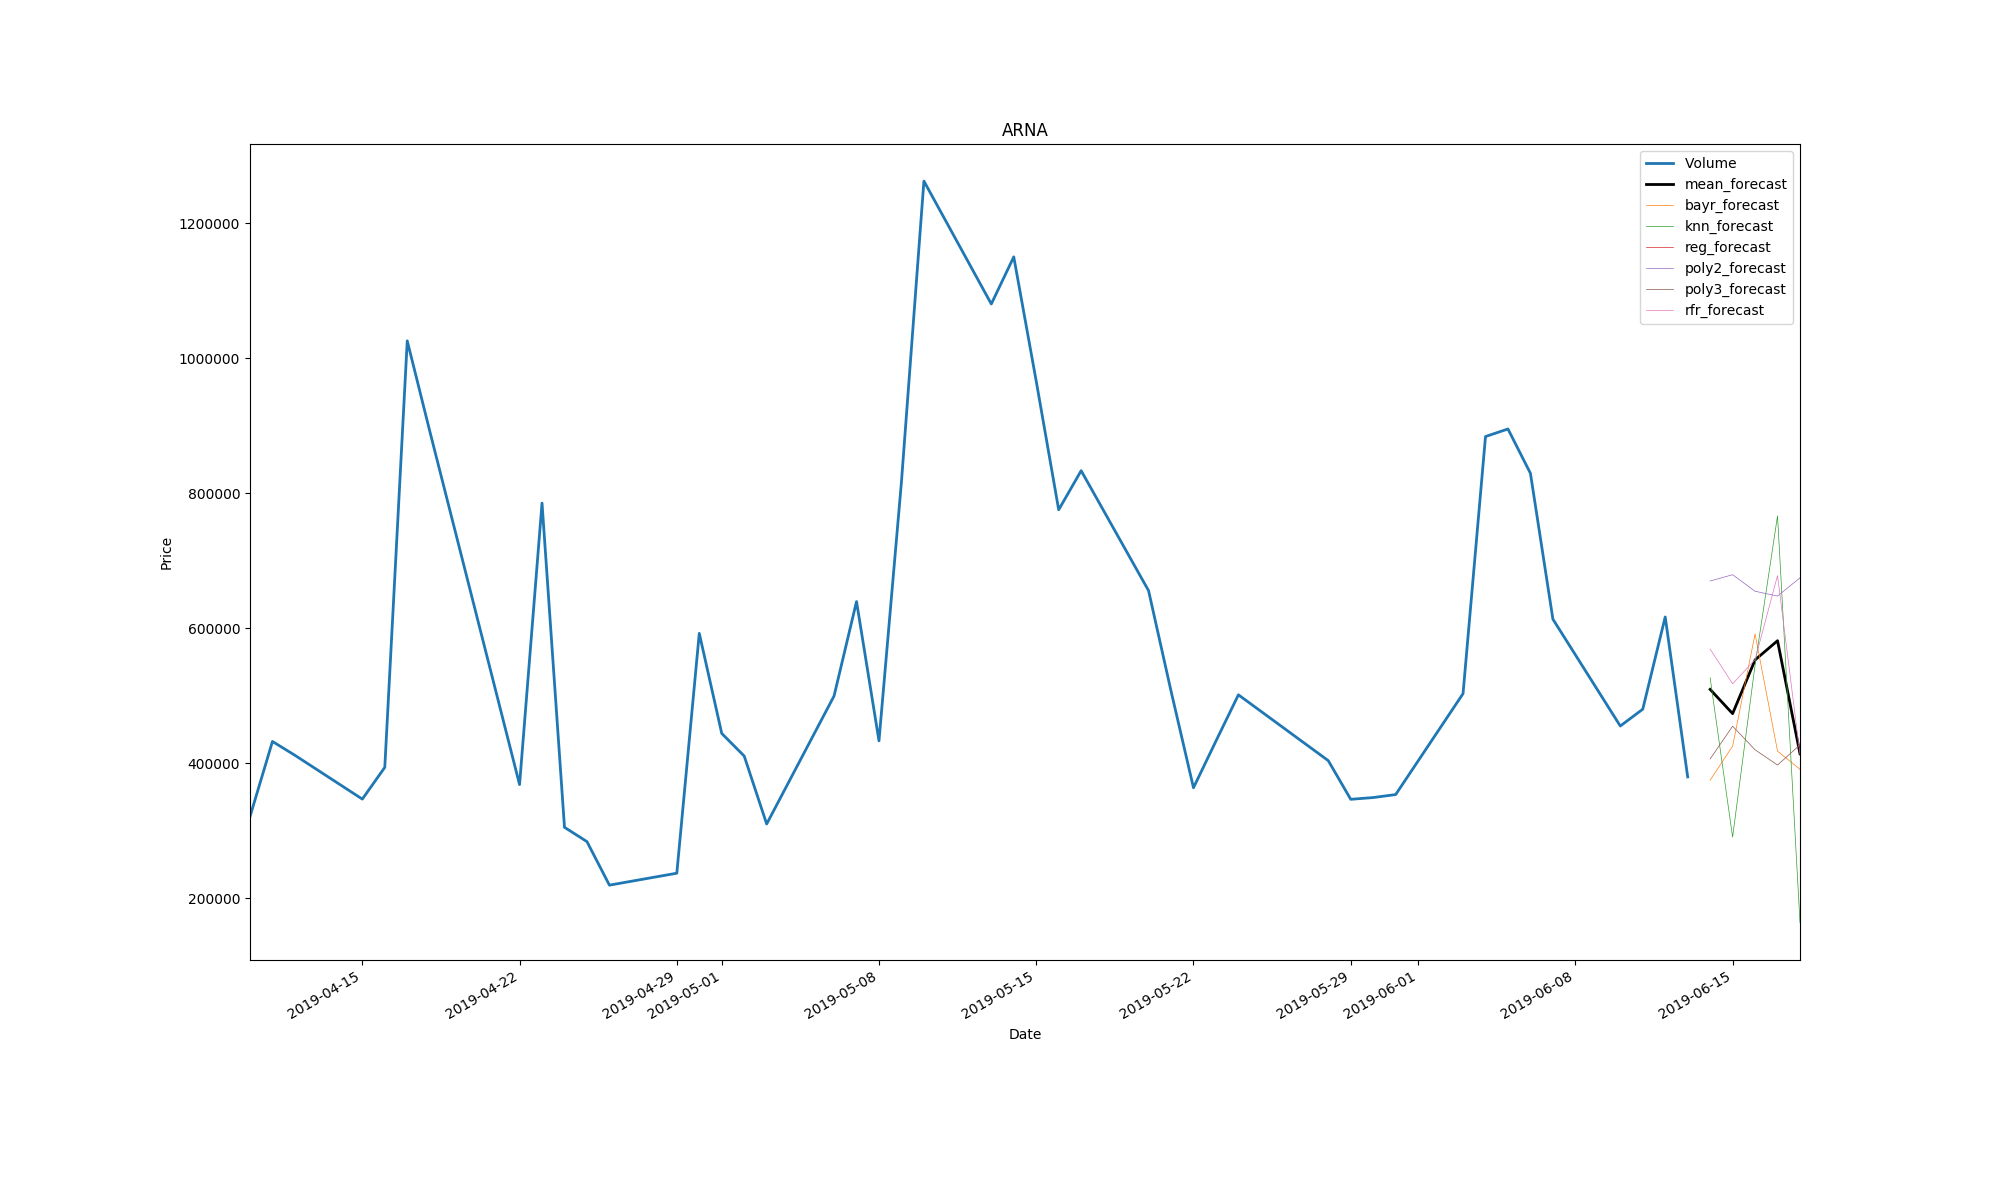 ARNA
Volume
mean_forecast
bayr_forecast
knn_forecast
reg_forecast
poly2_forecast
poly3_forecast
rfr_forecast
1200000
1000000
800000
600000
400000
200000
Price
2019-04-15
2019-04-22
2019-04-29
2019-05-01
2019-05-08
2019-05-15
2019-05-22
2019-05-29
2019-06-01
2019-06-08
2019-06-15
Date